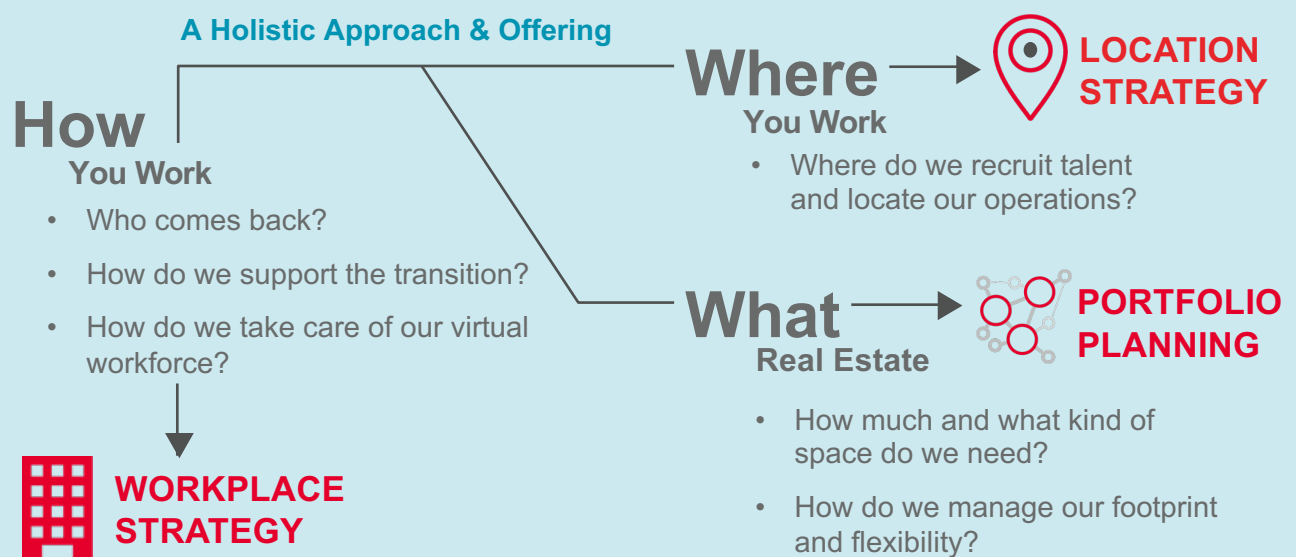 A Holistic Approach & Offering
How
You Work
• Who comes back?
• How do we support the transition?
• How do we take care of our virtual
workforce?
WORKPLACE
STRATEGY
Where
You Work
LOCATION
STRATEGY
• Where do we recruit talent
and locate our operations?
What
Real Estate
PORTFOLIO
PLANNING
• How much and what kind of
space do we need?
• How do we manage our footprint
and flexibility?